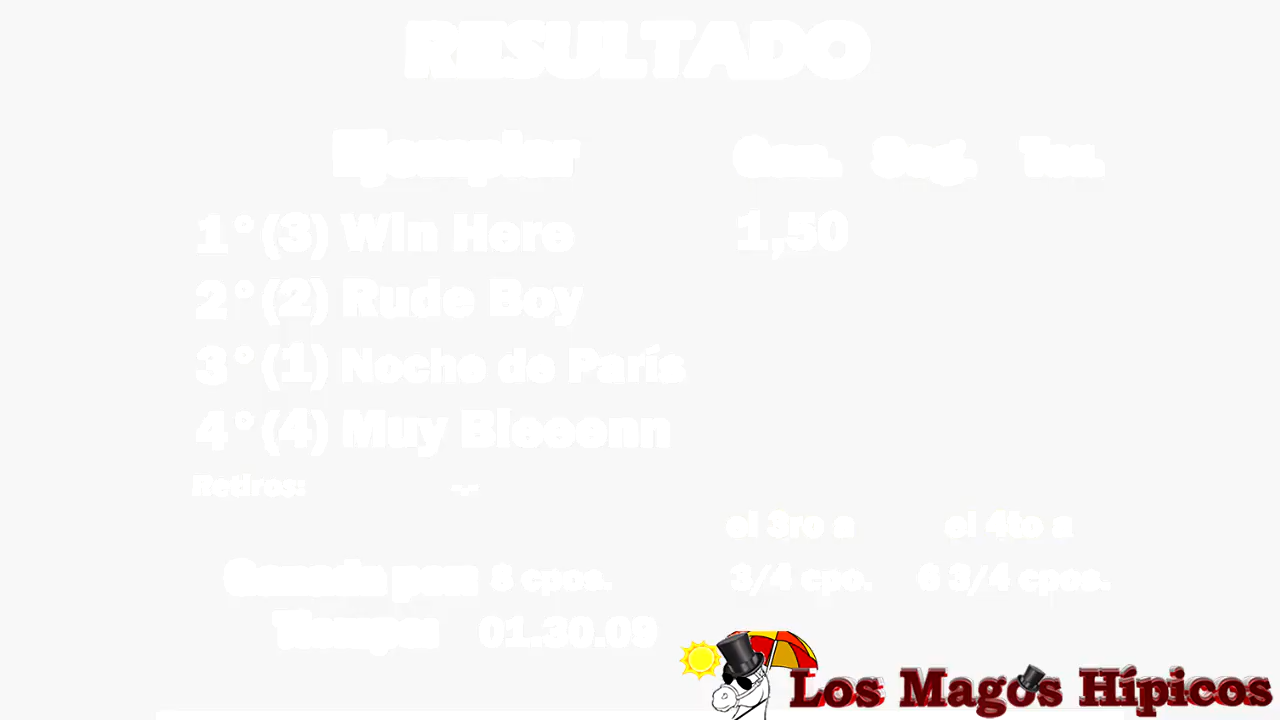 RESULTADO
Ejemplar Gan. Seg. Ter.
1°(3) Win Here 1,50
2°(2) Rude Boy
3°(1) Noche de París
4°(4) Muy Bieeenn
Retiros: -.-
el 3ro a el 4to a
Ganada por: 8 cpos. 3/4 cpo. 6 3/4 cpos.
Tiempo: 01.30.09
Los Magos Hípicos